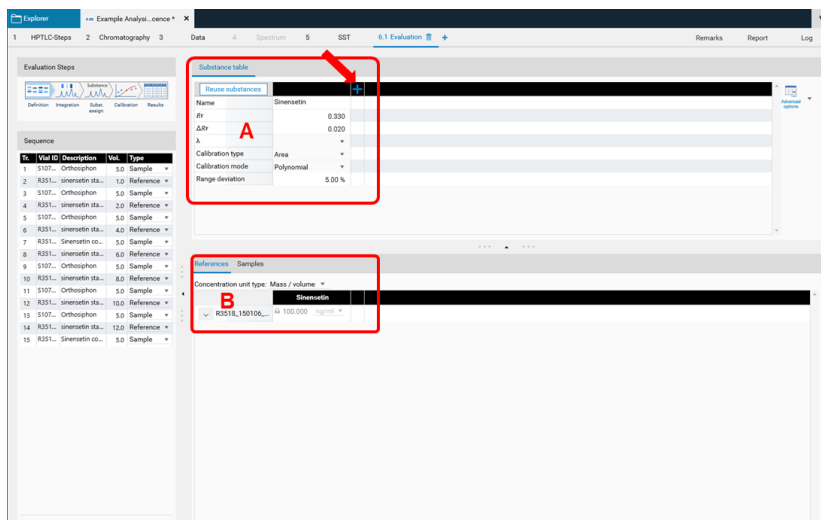 Explorer Example Analysi...cence * ×
1 HPTLC-Steps 2 Chromatography 3 Data 4 Spectrum 5 SST 6.1 Evaluation + Remarks Report Log
Evaluation Steps
Substance
Definition Integration Subst. assign. Calibration Results
Sequence
Tr. Vial ID Description Vol. Type
1 S107... Orthosiphon 5.0 Sample
2 R351... sinensetin sta... 1.0 Reference
3 S107... Orthosiphon 5.0 Sample
4 R351... sinensetin sta... 2.0 Reference
5 S107... Orthosiphon 5.0 Sample
6 R351... sinensetin sta... 4.0 Reference
7 R351... Sinensetin co... 5.0 Sample
8 R351... sinensetin sta... 6.0 Reference
9 S107... Orthosiphon 5.0 Sample
10 R351... sinensetin sta... 8.0 Reference
11 S107... Orthosiphon 5.0 Sample
12 R351... sinensetin sta... 10.0 Reference
13 S107... Orthosiphon 5.0 Sample
14 R351... sinensetin sta... 12.0 Reference
15 R351... Sinensetin co... 5.0 Sample
Substance table
Reuse substances +
Name Sinensetin
RF 0.330
ΔRF 0.020
A
λ
Calibration type Area
Calibration mode Polynomial
Range deviation 5.00 %
Advanced options
References Samples
Concentration unit type: Mass / volume
B
Sinensetin
R3518_150106_... 100.000